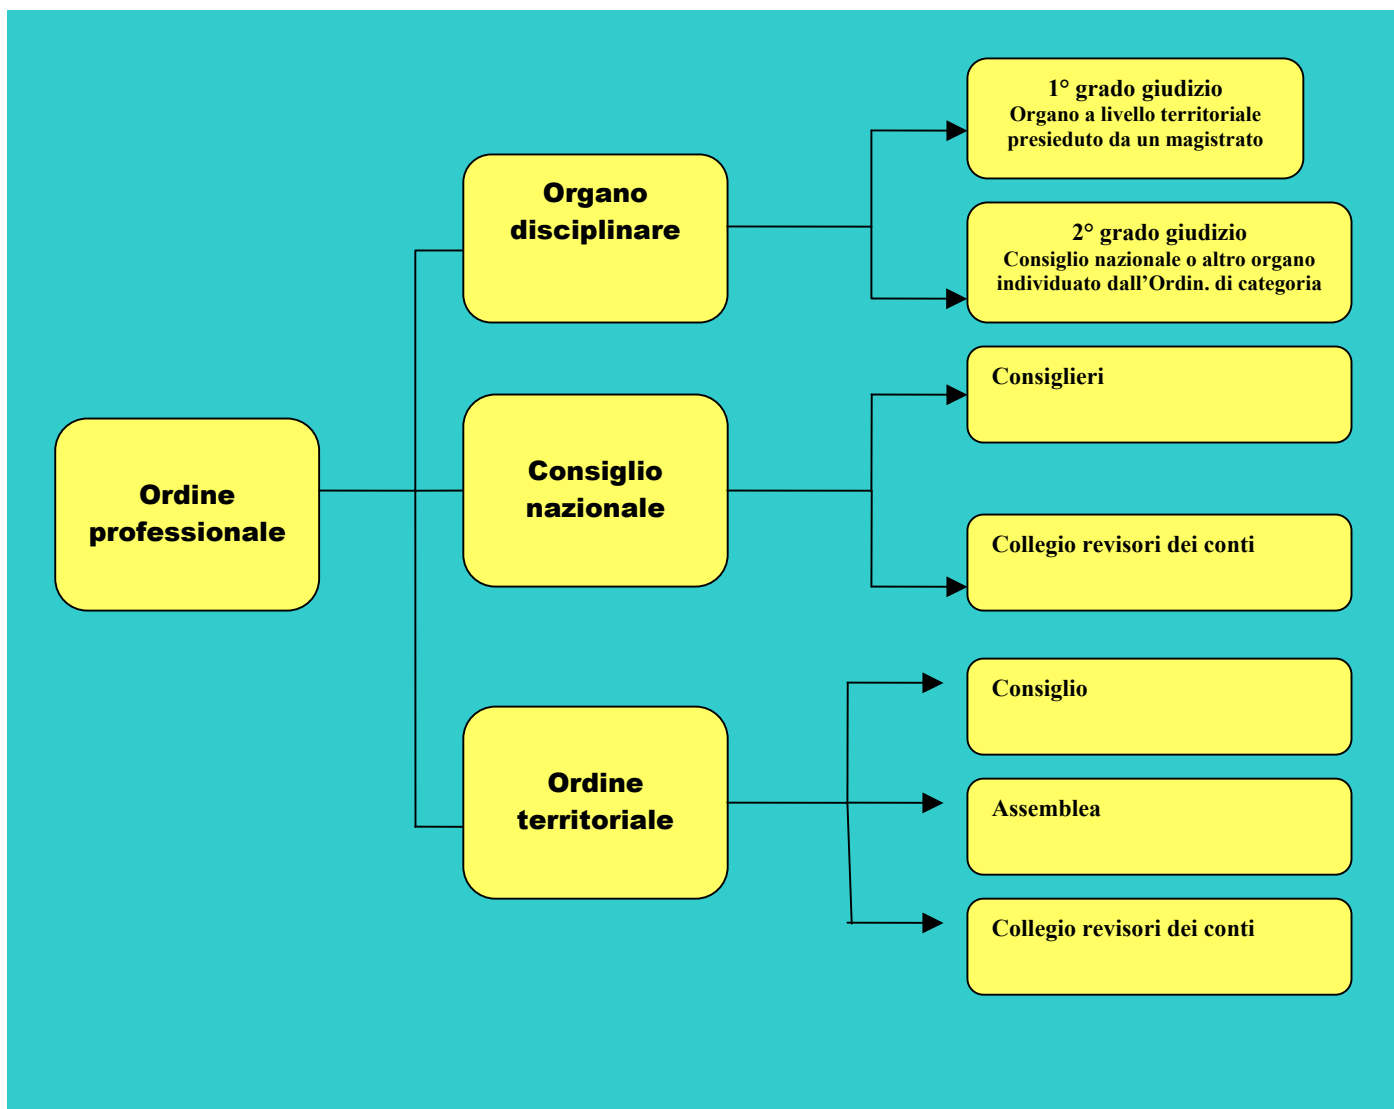 Ordine
professionale
Organo
disciplinare
1° grado giudizio
Organo a livello territoriale
presieduto da un magistrato
2° grado giudizio
Consiglio nazionale o altro organo
individuato dall’Ordin. di categoria
Consiglio
nazionale
Consiglieri
Collegio revisori dei conti
Ordine
territoriale
Consiglio
Assemblea
Collegio revisori dei conti